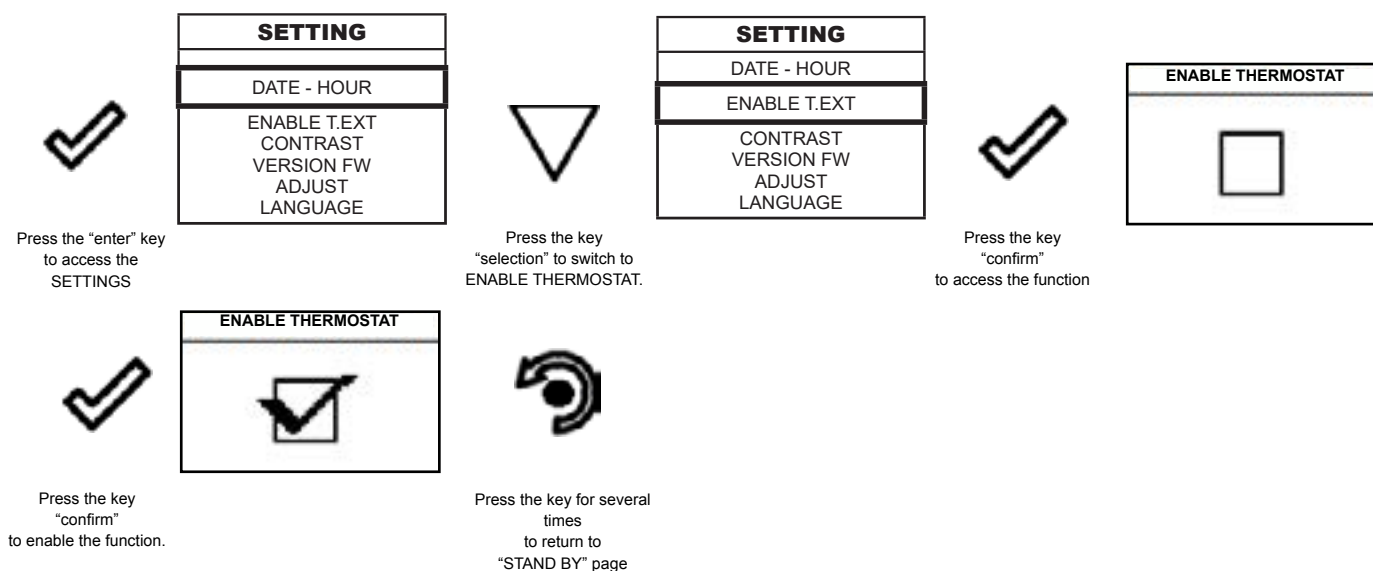 SETTING
DATE - HOUR
ENABLE T.EXT
CONTRAST
VERSION FW
ADJUST
LANGUAGE
Press the “enter” key
to access the
SETTINGS
Press the key
“selection” to switch to
ENABLE THERMOSTAT.
SETTING
DATE - HOUR
ENABLE T.EXT
CONTRAST
VERSION FW
ADJUST
LANGUAGE
Press the key
“confirm”
to access the function
ENABLE THERMOSTAT
Press the key
“confirm”
to enable the function.
ENABLE THERMOSTAT
Press the key for several
times
to return to
“STAND BY” page